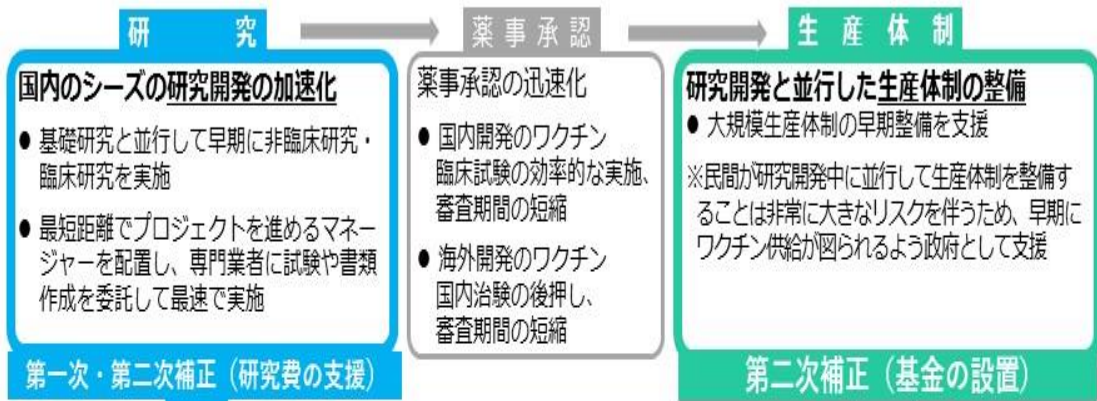 研究
国内のシーズの研究開発の加速化
● 基礎研究と並行して早期に非臨床研究・
臨床研究を実施
● 最短距離でプロジェクトを進めるマネー
ジャーを配置し、専門業者に試験や書類
作成を委託して最速で実施
第一次・第二次補正（研究費の支援）
薬事承認
薬事承認の迅速化
● 国内開発のワクチン
臨床試験の効率的な実施、
審査期間の短縮
● 海外開発のワクチン
国内治験の後押し、
審査期間の短縮
生産体制
研究開発と並行した生産体制の整備
● 大規模生産体制の早期整備を支援
※民間が研究開発中に並行して生産体制を整備す
ることは非常に大きなリスクを伴うため、早期に
ワクチン供給が図られるよう政府として支援
第二次補正（基金の設置）